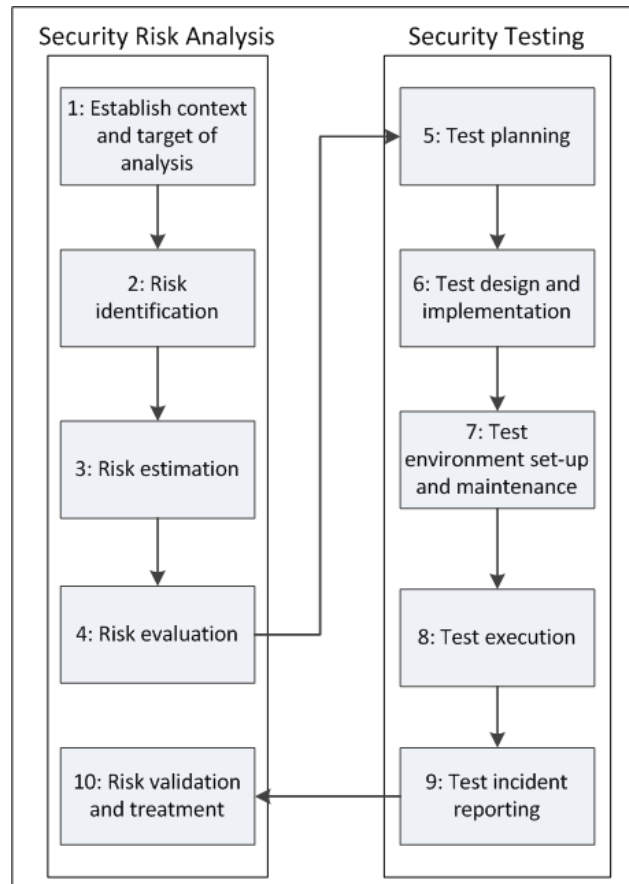 Security Risk Analysis
1: Establish context
and target of
analysis
2: Risk
identification
3: Risk estimation
4: Risk evaluation
10: Risk validation
and treatment
Security Testing
5: Test planning
6: Test design and
implementation
7: Test
environment set-up
and maintenance
8: Test execution
9: Test incident
reporting